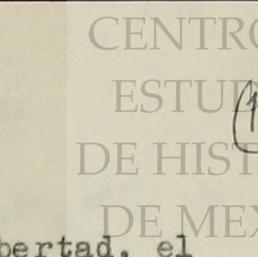 CENTRO
ESTUD
DE HIST
DE MEX
bertad, el